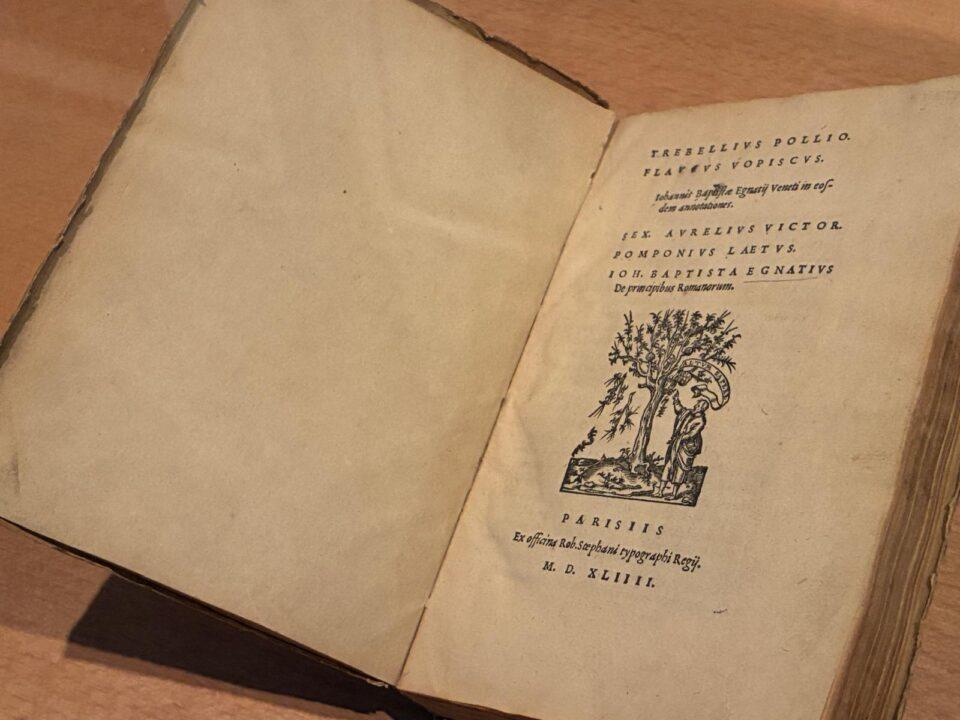 TREBELLIVS POLLIO.
FLAVIVS VOPISCVS.
Iohannis Baptistæ Egnatij Veneti in eos-
dem annotationes.
SEX. AVRELIVS VICTOR.
POMPONIVS LAETVS.
IOH. BAPTISTA EGNATIVS
De principibus Romanorum.
PARISIIS
Ex officina Rob. Stephani typographi Regij.
M. D. XLIIII.